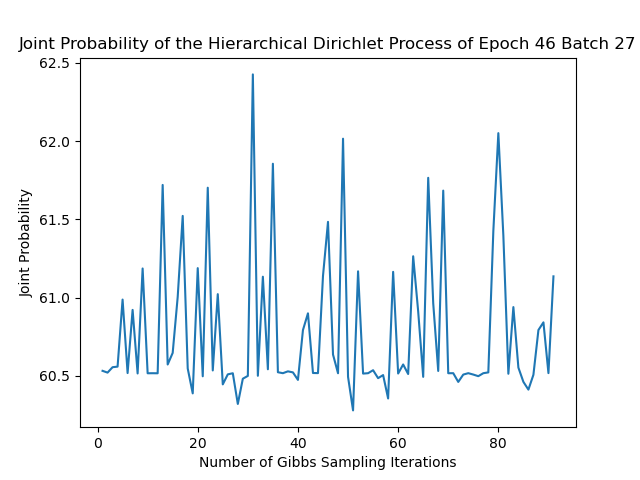 Joint Probability of the Hierarchical Dirichlet Process of Epoch 46 Batch 27
62.5
62.0
61.5
61.0
60.5
Joint Probability
0 20 40 60 80
Number of Gibbs Sampling Iterations